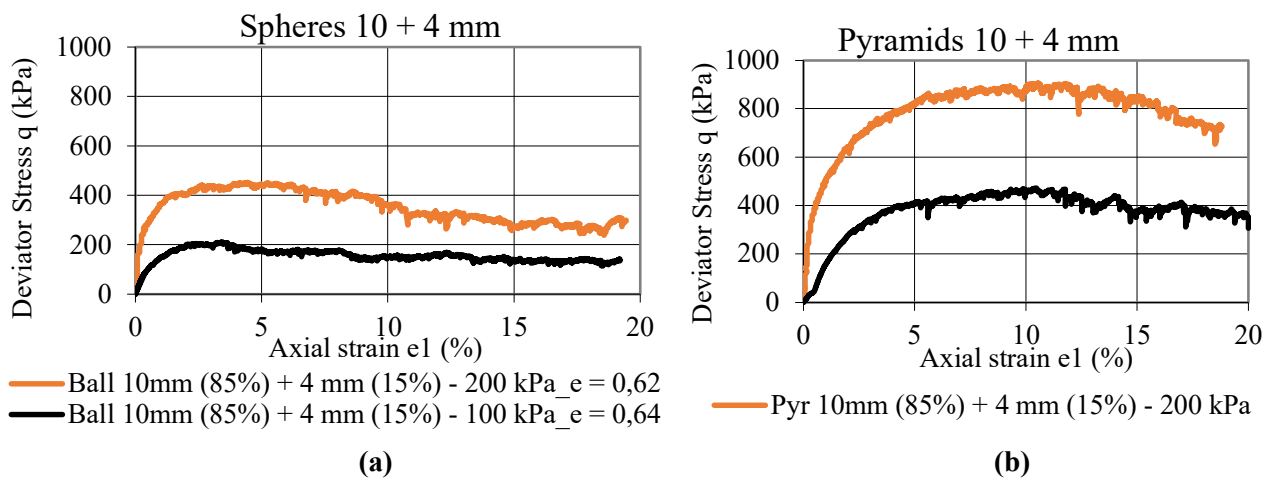 Spheres 10 + 4 mm
Deviator Stress q (kPa)
1000
800
600
400
200
0
0 5 10 15 20
Axial strain e1 (%)
Ball 10mm (85%) + 4 mm (15%) - 200 kPa_e = 0,62
Ball 10mm (85%) + 4 mm (15%) - 100 kPa_e = 0,64
(a)
Pyramids 10 + 4 mm
Deviator Stress q (kPa)
1000
800
600
400
200
0
0 5 10 15 20
Axial strain e1 (%)
Pyr 10mm (85%) + 4 mm (15%) - 200 kPa
(b)